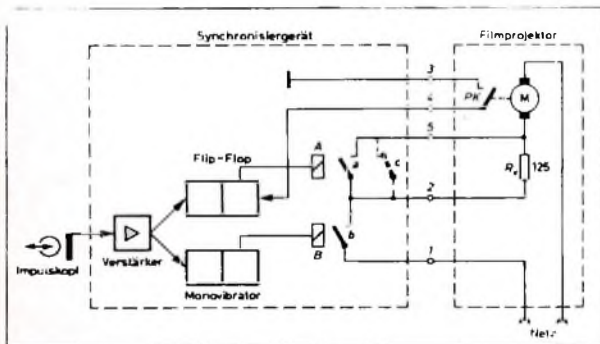 Synchronisiergerät
Filmprojektor
3
PK
M
4
5
Flip-Flop
A
a
c
Rv 125
2
Verstärker
B
b
1
Impulskopf
Monovibrator
Netz